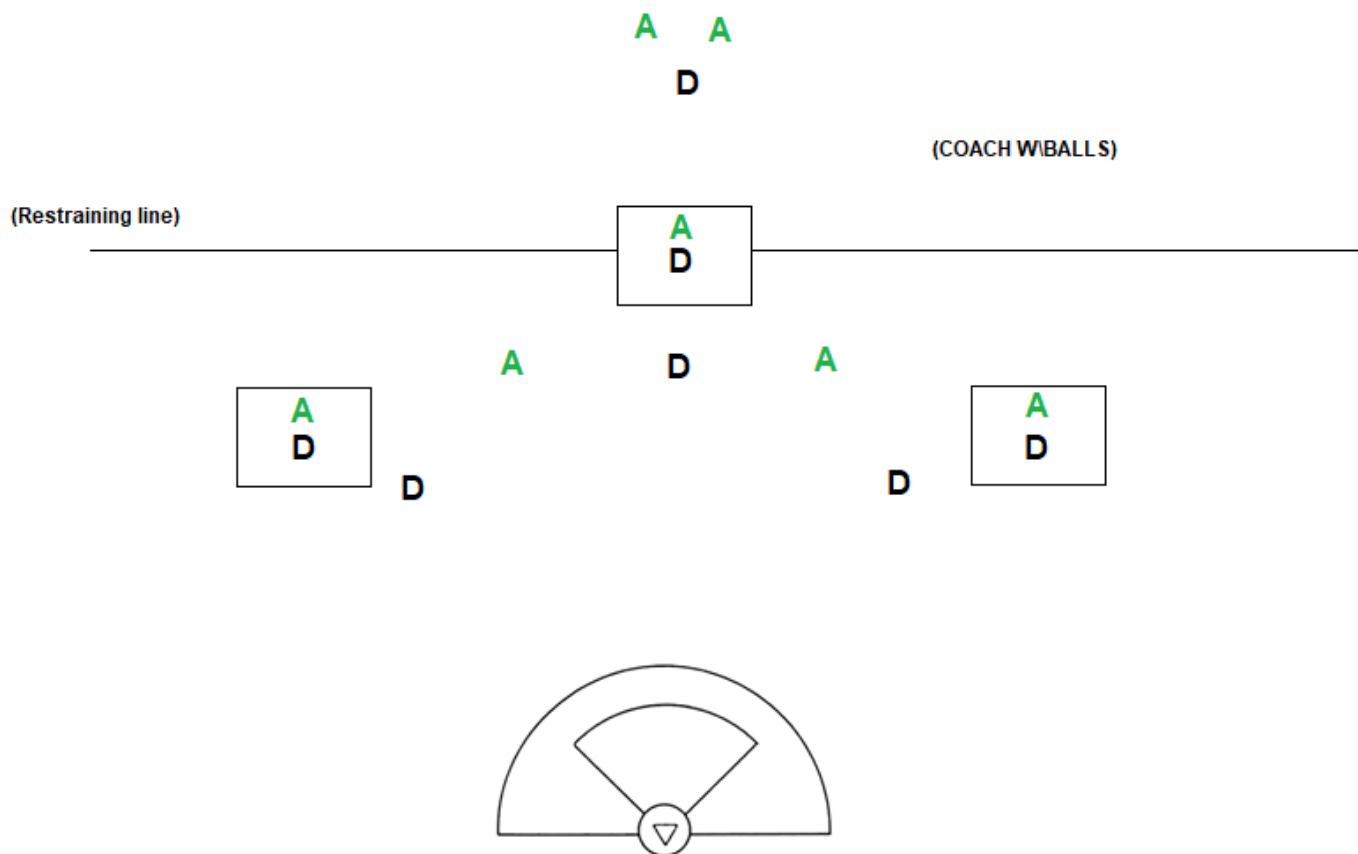 A A
D
(COACH W\BALLS)
(Restraining line)
A
D
A D A
A A
D D
D D